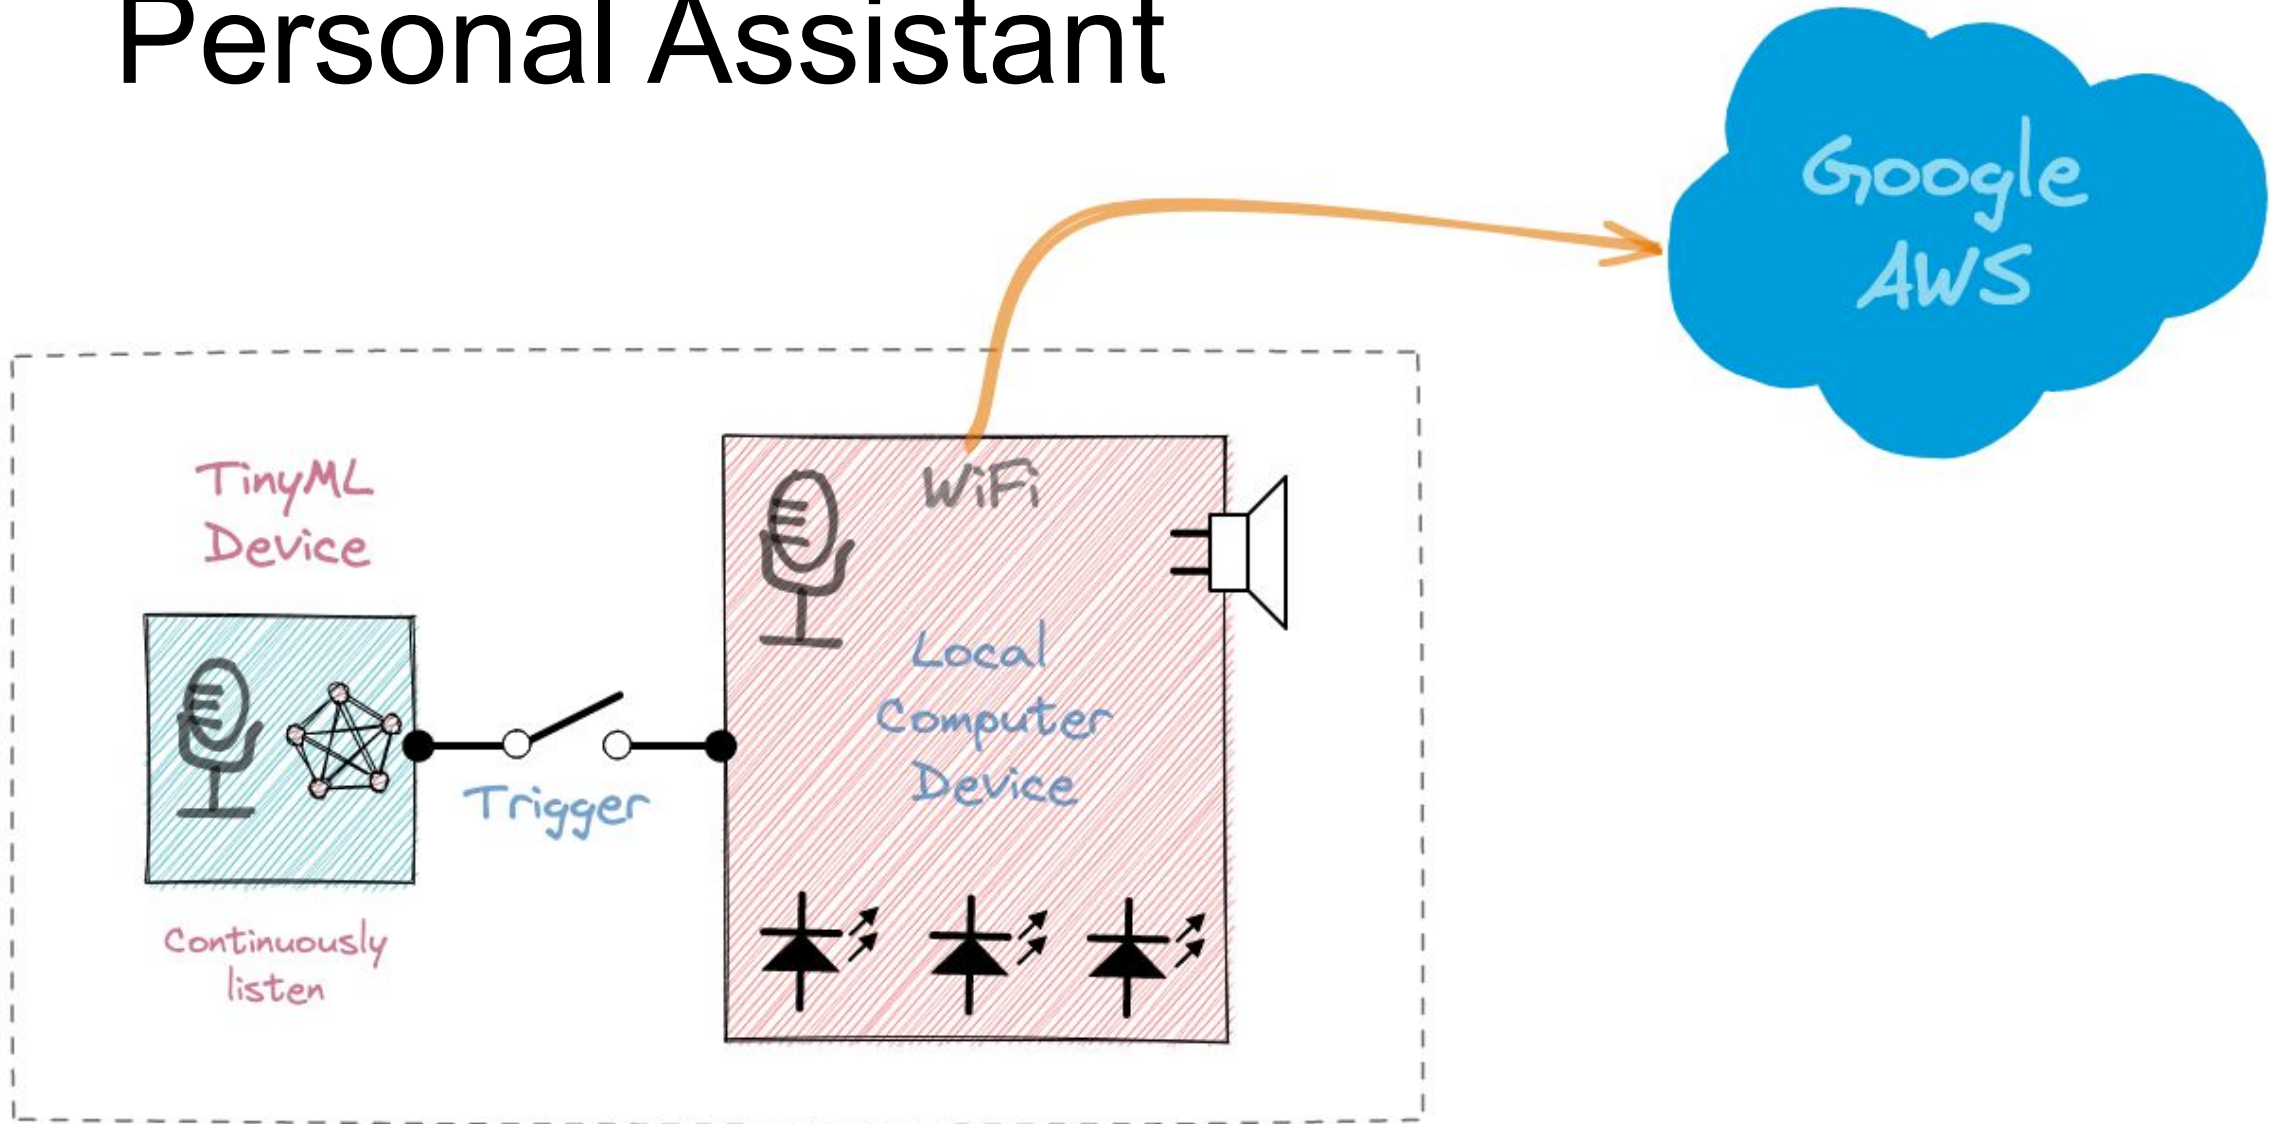 Personal Assistant
Google
AWS
TinyML
Device
WiFi
Local
Computer
Device
Trigger
Continuously
listen